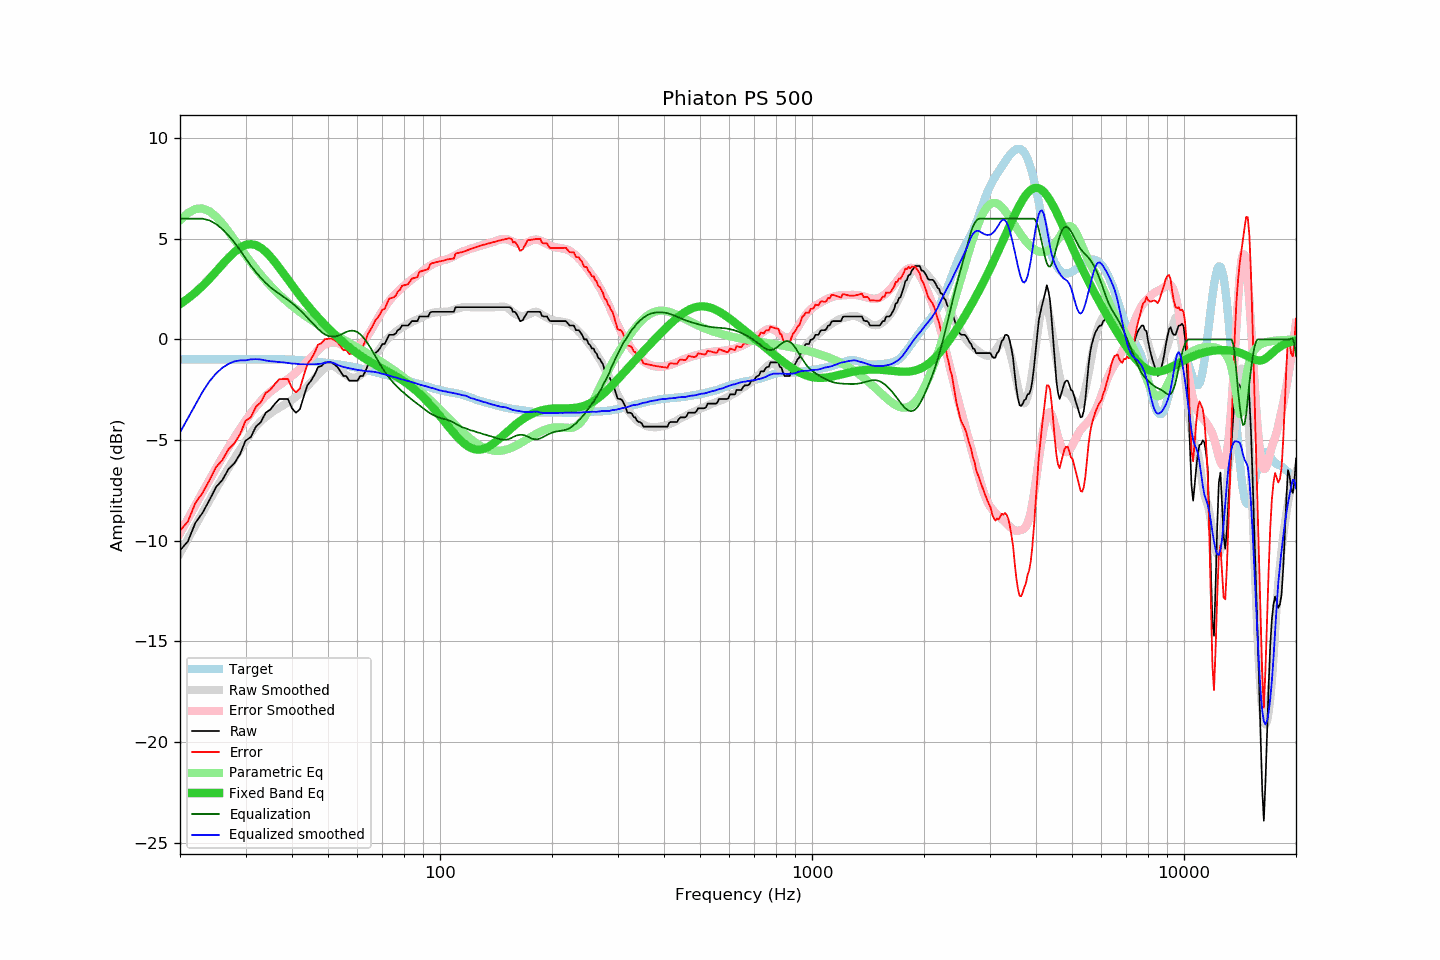 Phiaton PS 500
10
5
0
−5
−10
−15
−20
−25
Amplitude (dBr)
Target
Raw Smoothed
Error Smoothed
Raw
Error
Parametric Eq
Fixed Band Eq
Equalization
Equalized smoothed
100
1000
10000
Frequency (Hz)